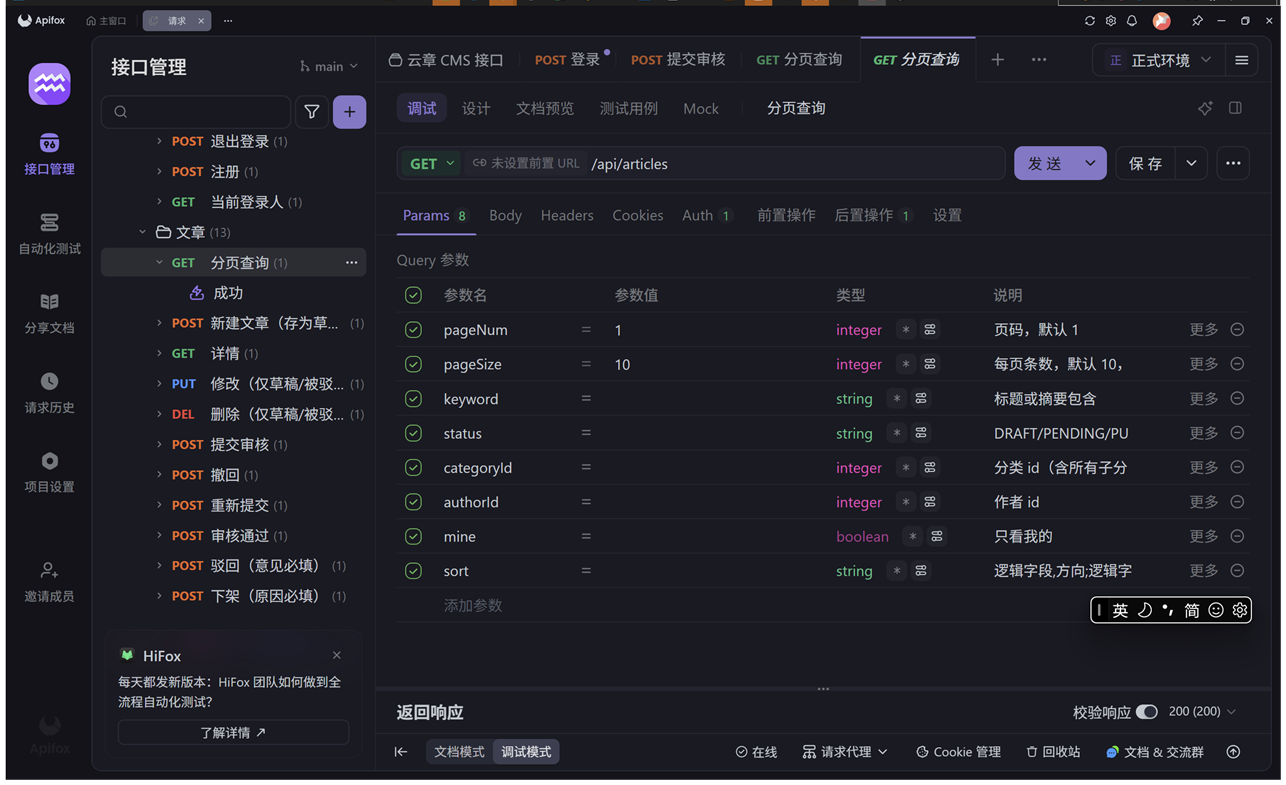 Apifox 主窗口 请求
接口管理 main
接口管理
自动化测试
分享文档
请求历史
项目设置
邀请成员
Apifox
POST 退出登录 (1)
POST 注册 (1)
GET 当前登录人 (1)
文章 (13)
GET 分页查询 (1)
成功
POST 新建文章（存为草... (1)
GET 详情 (1)
PUT 修改（仅草稿/被驳... (1)
DEL 删除（仅草稿/被驳... (1)
POST 提交审核 (1)
POST 撤回 (1)
POST 重新提交 (1)
POST 审核通过 (1)
POST 驳回（意见必填） (1)
POST 下架（原因必填） (1)
HiFox
每天都发新版本：HiFox 团队如何做到全
流程自动化测试？
了解详情
云章 CMS 接口 POST 登录 POST 提交审核 GET 分页查询 GET 分页查询 正 正式环境
调试 设计 文档预览 测试用例 Mock 分页查询
GET 未设置前置 URL /api/articles 发 送 保 存
Params 8 Body Headers Cookies Auth 1 前置操作 后置操作 1 设置
Query 参数
参数名 参数值 类型 说明
pageNum = 1 integer * 页码，默认 1 更多
pageSize = 10 integer * 每页条数，默认 10， 更多
keyword = string * 标题或摘要包含 更多
status = string * DRAFT/PENDING/PU 更多
categoryId = integer * 分类 id（含所有子分 更多
authorId = integer * 作者 id 更多
mine = boolean * 只看我的 更多
sort = string * 逻辑字段,方向;逻辑字 更多
添加参数
英 简
返回响应 校验响应 200 (200)
文档模式 调试模式 在线 请求代理 Cookie 管理 回收站 文档 & 交流群